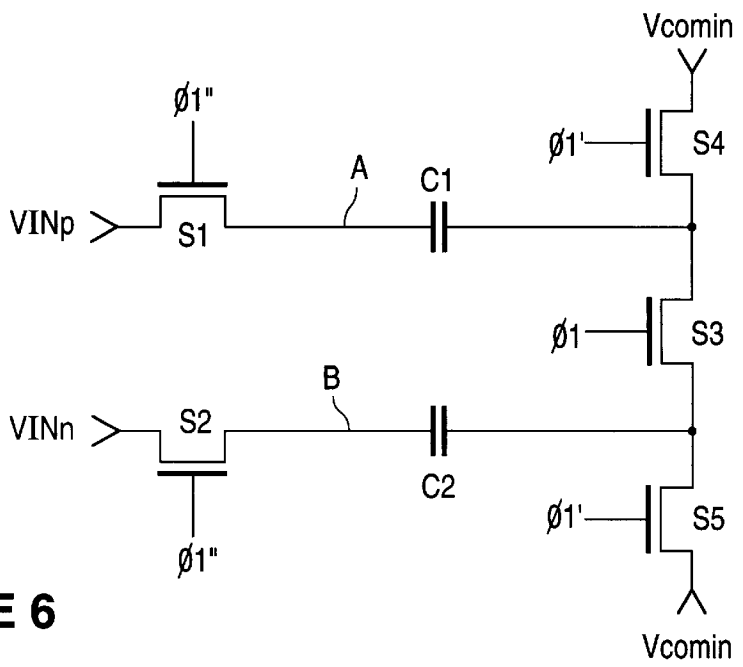 Vcomin
ø1"
ø1'
S4
A
C1
VINp
S1
ø1
S3
B
VINn
S2
C2
ø1'
S5
ø1"
E 6
Vcomin